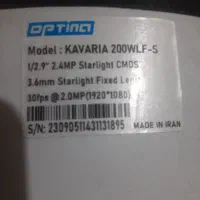 OPTINA
Model : KAVARIA 200WLF-S
1/2.9" 2.4MP Starlight CMOS
3.6mm Starlight Fixed Lens
30fps @ 2.0MP(1920*1080)
MADE IN IRAN
S/N: 23090511431131895